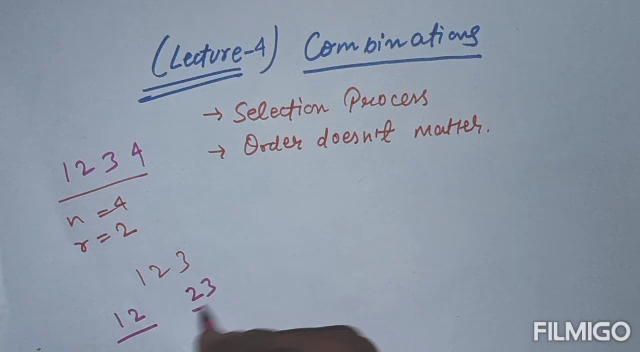 (Lecture-4) Combinations
→ Selection Process
→ Order doesn't matter.
1 2 3 4
n = 4
r = 2
1 2 3
12 23
FILMIGO